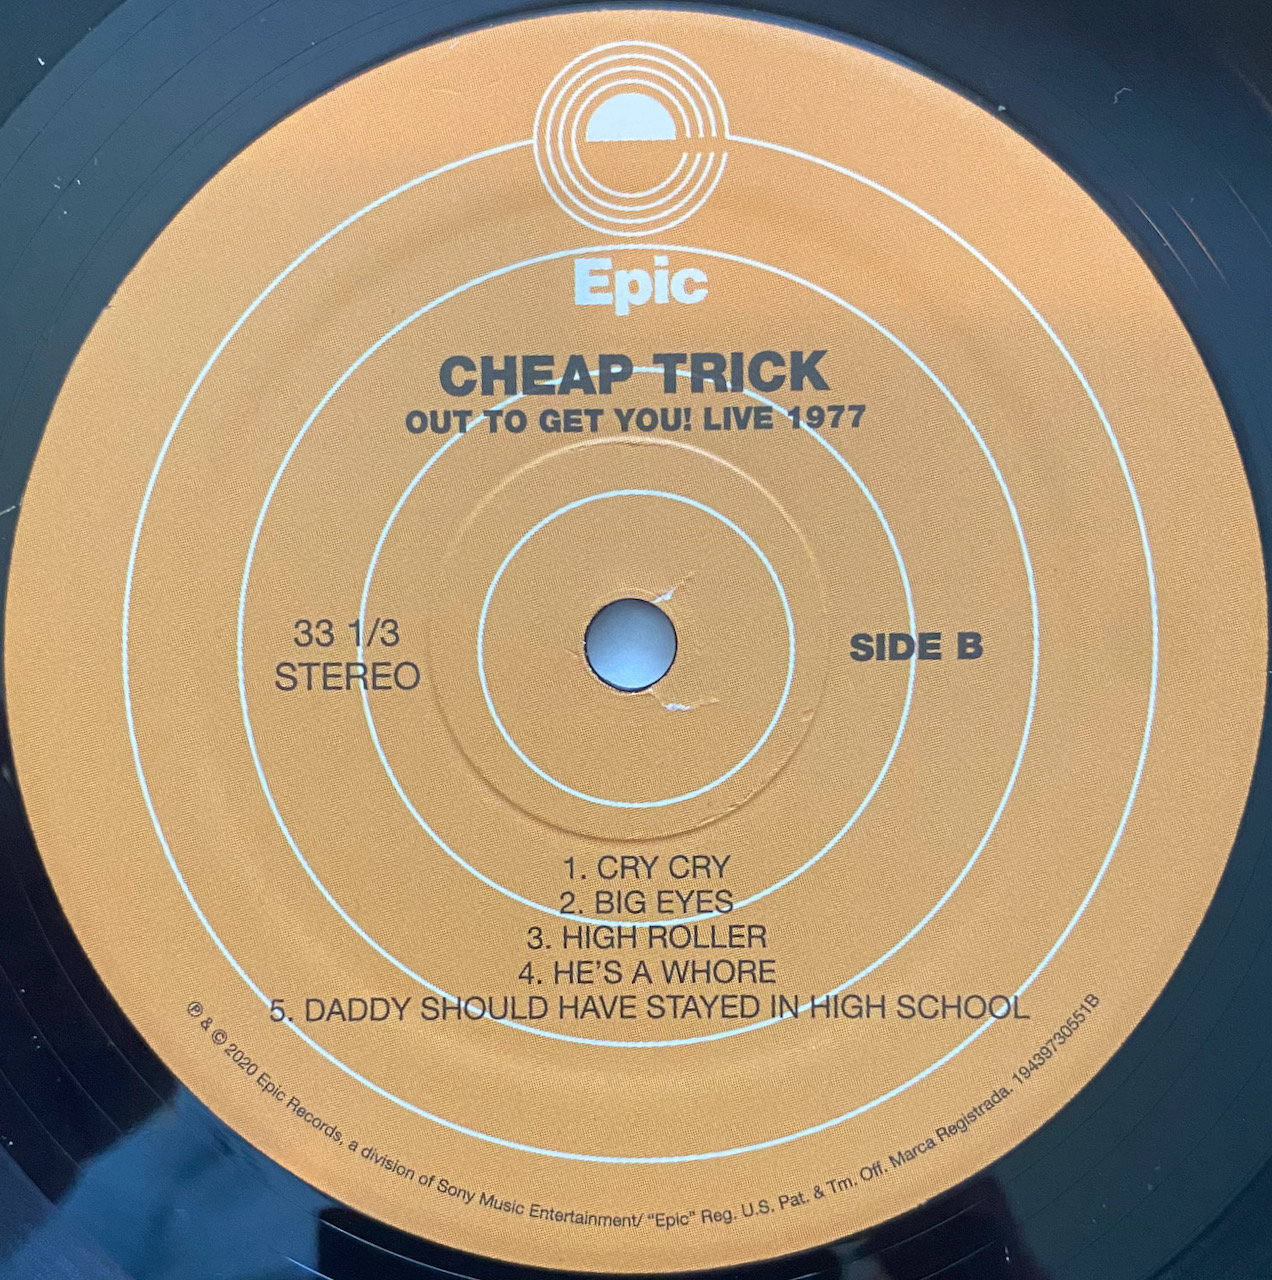 Epic
CHEAP TRICK
OUT TO GET YOU! LIVE 1977
33 1/3
STEREO
SIDE B
1. CRY CRY
2. BIG EYES
3. HIGH ROLLER
4. HE'S A WHORE
5. DADDY SHOULD HAVE STAYED IN HIGH SCHOOL
℗ & © 2020 Epic Records, a division of Sony Music Entertainment/ “Epic” Reg. U.S. Pat. & Tm. Off. Marca Registrada. 19439730551B